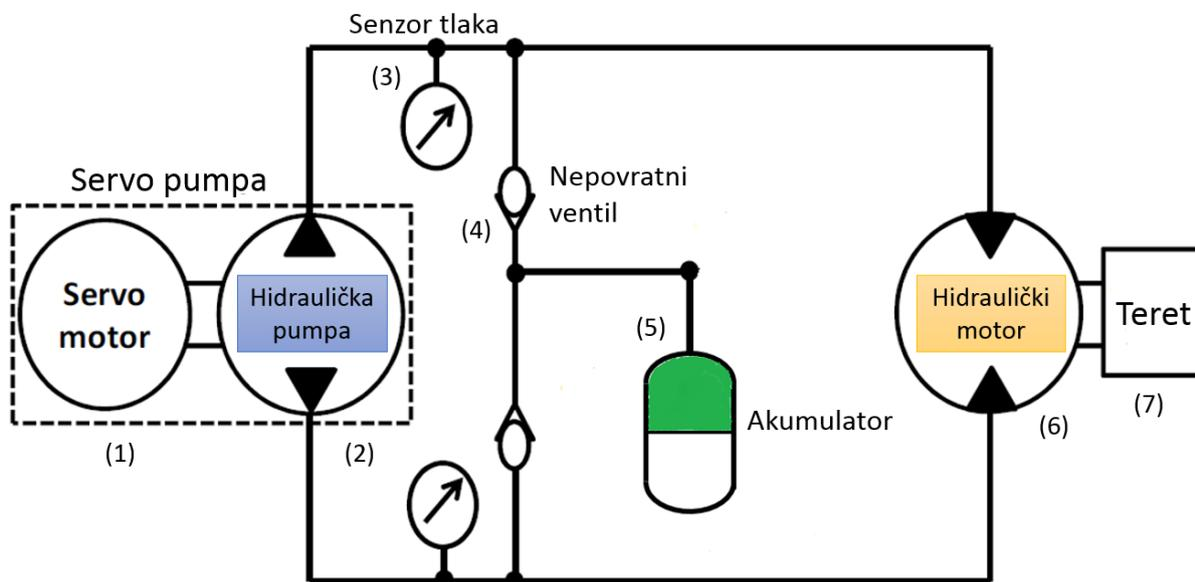 Senzor tlaka
(3)
Servo pumpa
Nepovratni
ventil
(4)
Servo
motor
Hidraulička
pumpa
(5)
Hidraulički
motor
Teret
(7)
Akumulator
(6)
(1)
(2)